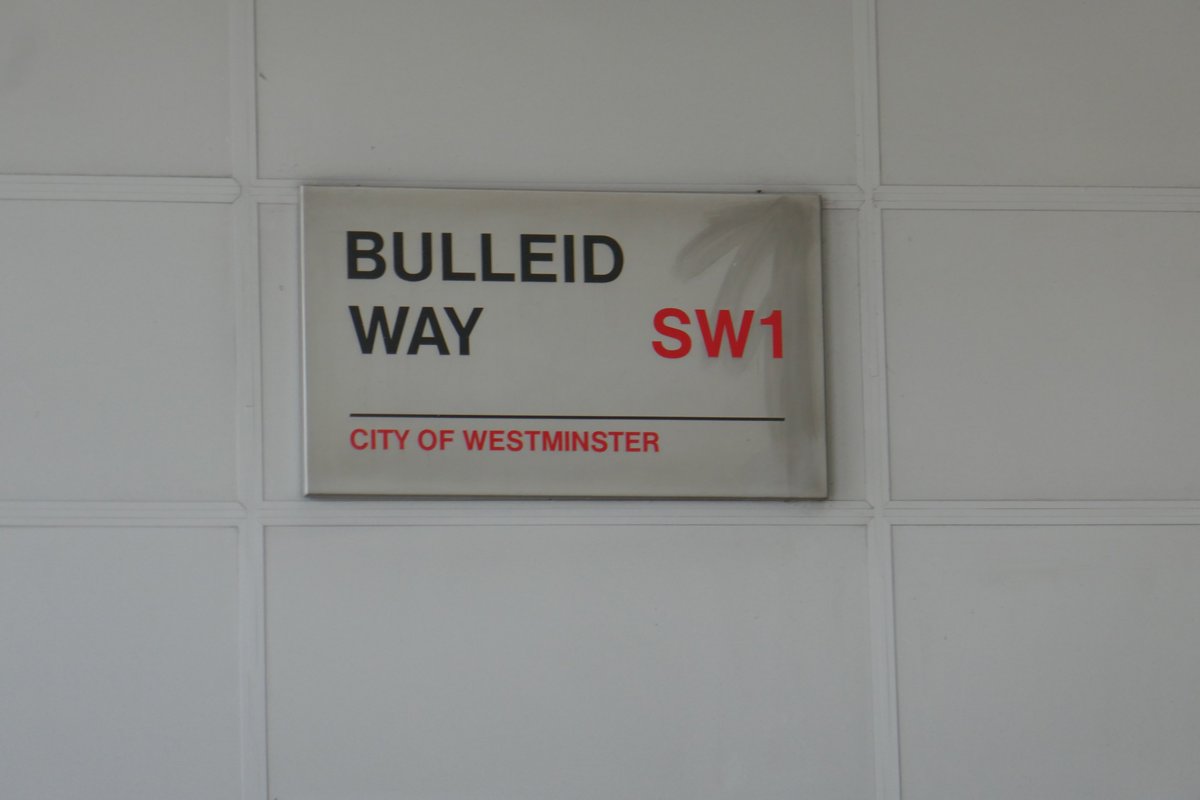 BULLEID
WAY SW1
CITY OF WESTMINSTER